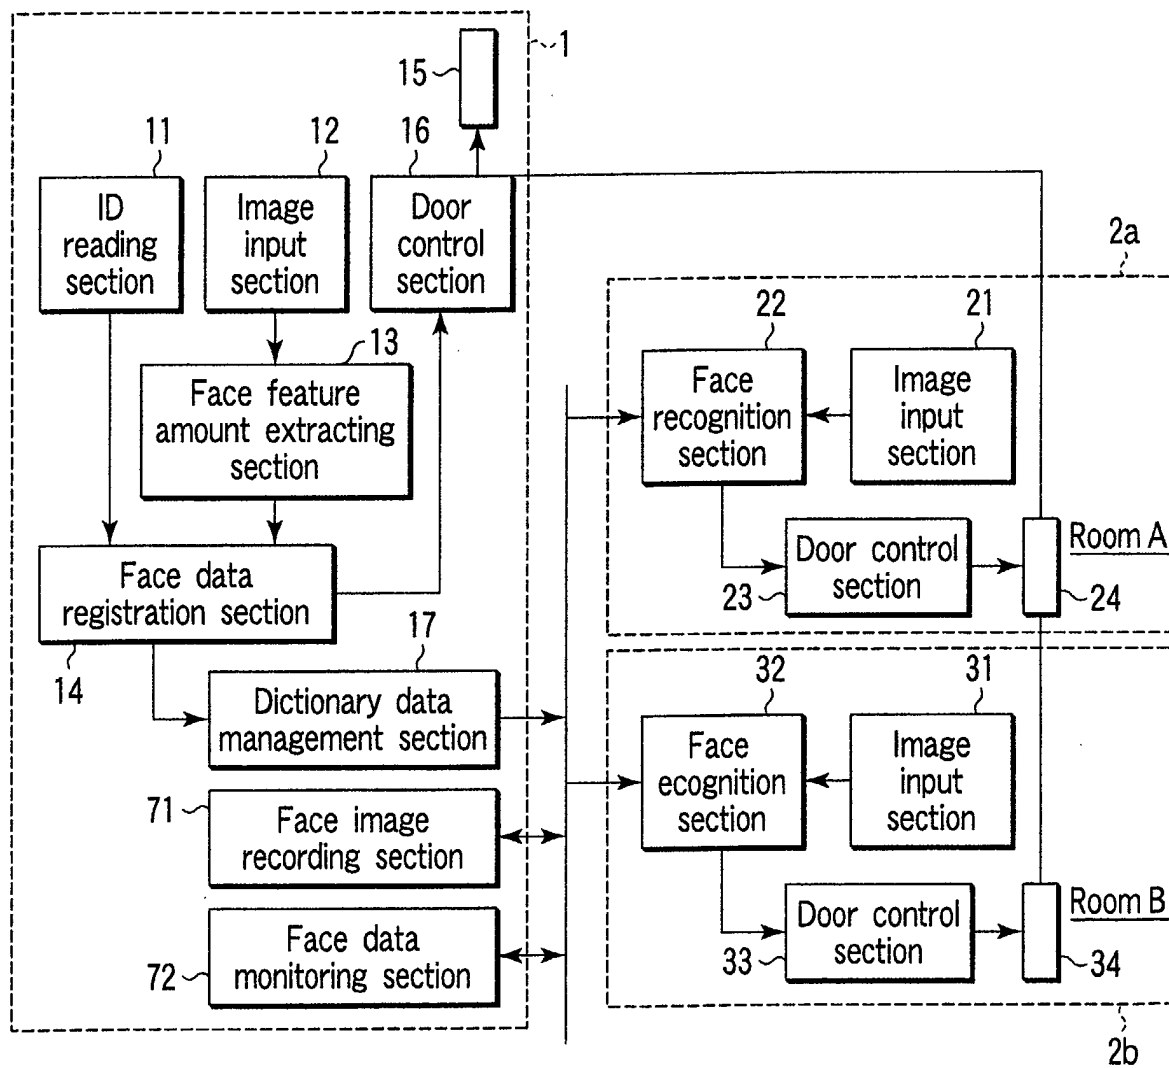 1
15
11
12
16
ID
reading
section
Image
input
section
Door
control
section
13
Face feature
amount extracting
section
Face data
registration section
14
17
Dictionary data
management section
71
Face image
recording section
72
Face data
monitoring section
2a
22
21
Face
recognition
section
Image
input
section
Door control
section
23
24
Room A
32
31
Face
ecognition
section
Image
input
section
Door control
section
33
34
Room B
2b